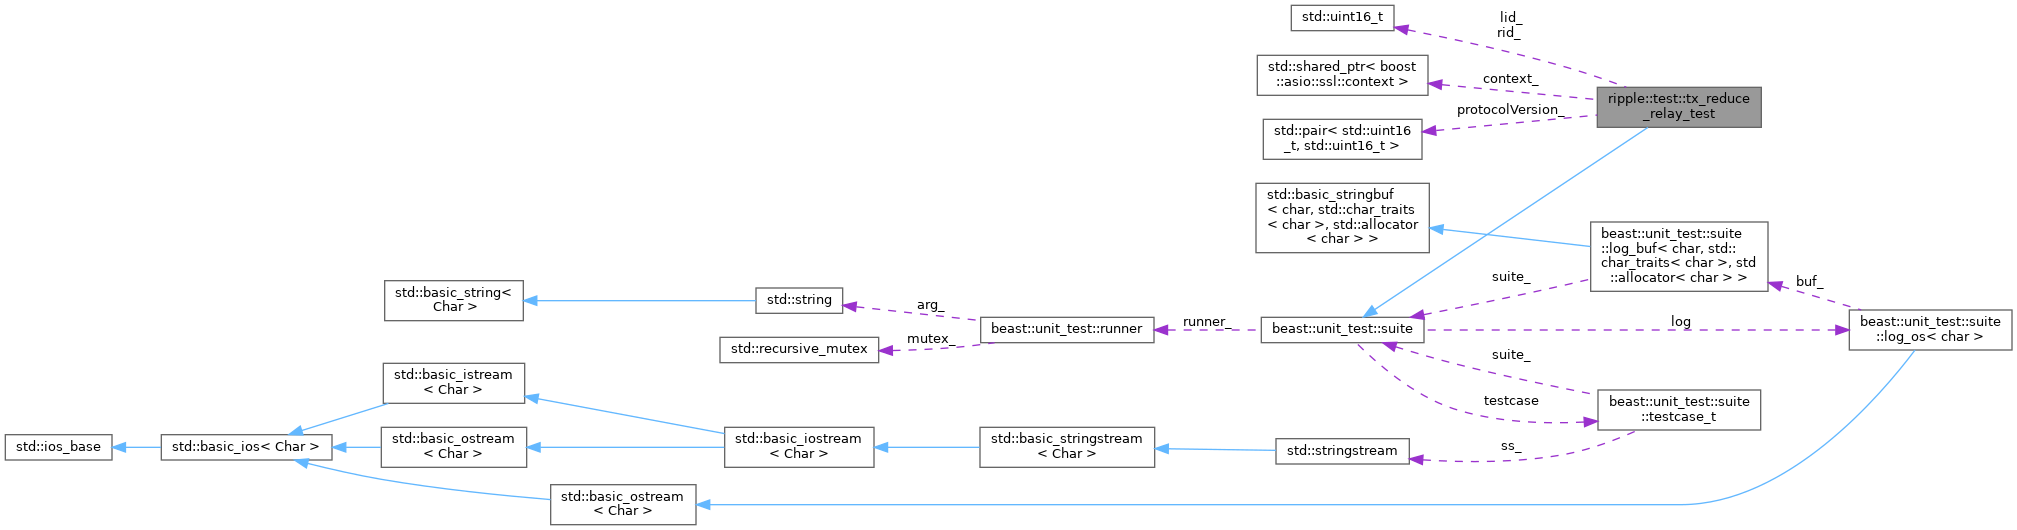 std::uint16_t
lid_
rid_
std::shared_ptr< boost
::asio::ssl::context >
context_
ripple::test::tx_reduce
_relay_test
protocolVersion_
std::pair< std::uint16
_t, std::uint16_t >
std::basic_stringbuf
< char, std::char_traits
< char >, std::allocator
< char > >
beast::unit_test::suite
::log_buf< char, std::
char_traits< char >, std
::allocator< char > >
suite_
buf_
std::basic_string<
Char >
std::string
arg_
beast::unit_test::runner
runner_
beast::unit_test::suite
log
beast::unit_test::suite
::log_os< char >
std::recursive_mutex
mutex_
suite_
std::basic_istream
< Char >
testcase
beast::unit_test::suite
::testcase_t
std::ios_base
std::basic_ios< Char >
std::basic_ostream
< Char >
std::basic_iostream
< Char >
std::basic_stringstream
< Char >
std::stringstream
ss_
std::basic_ostream
< Char >